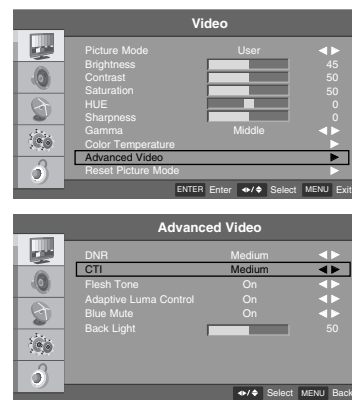 Video
Picture Mode User
Brightness 45
Contrast 50
Saturation 50
HUE 0
Sharpness 0
Gamma Middle
Color Temperature
Advanced Video
Reset Picture Mode
ENTER Enter Select MENU Exit
Advanced Video
DNR Medium
CTI Medium
Flesh Tone On
Adaptive Luma Control On
Blue Mute On
Back Light 50
Select MENU Back